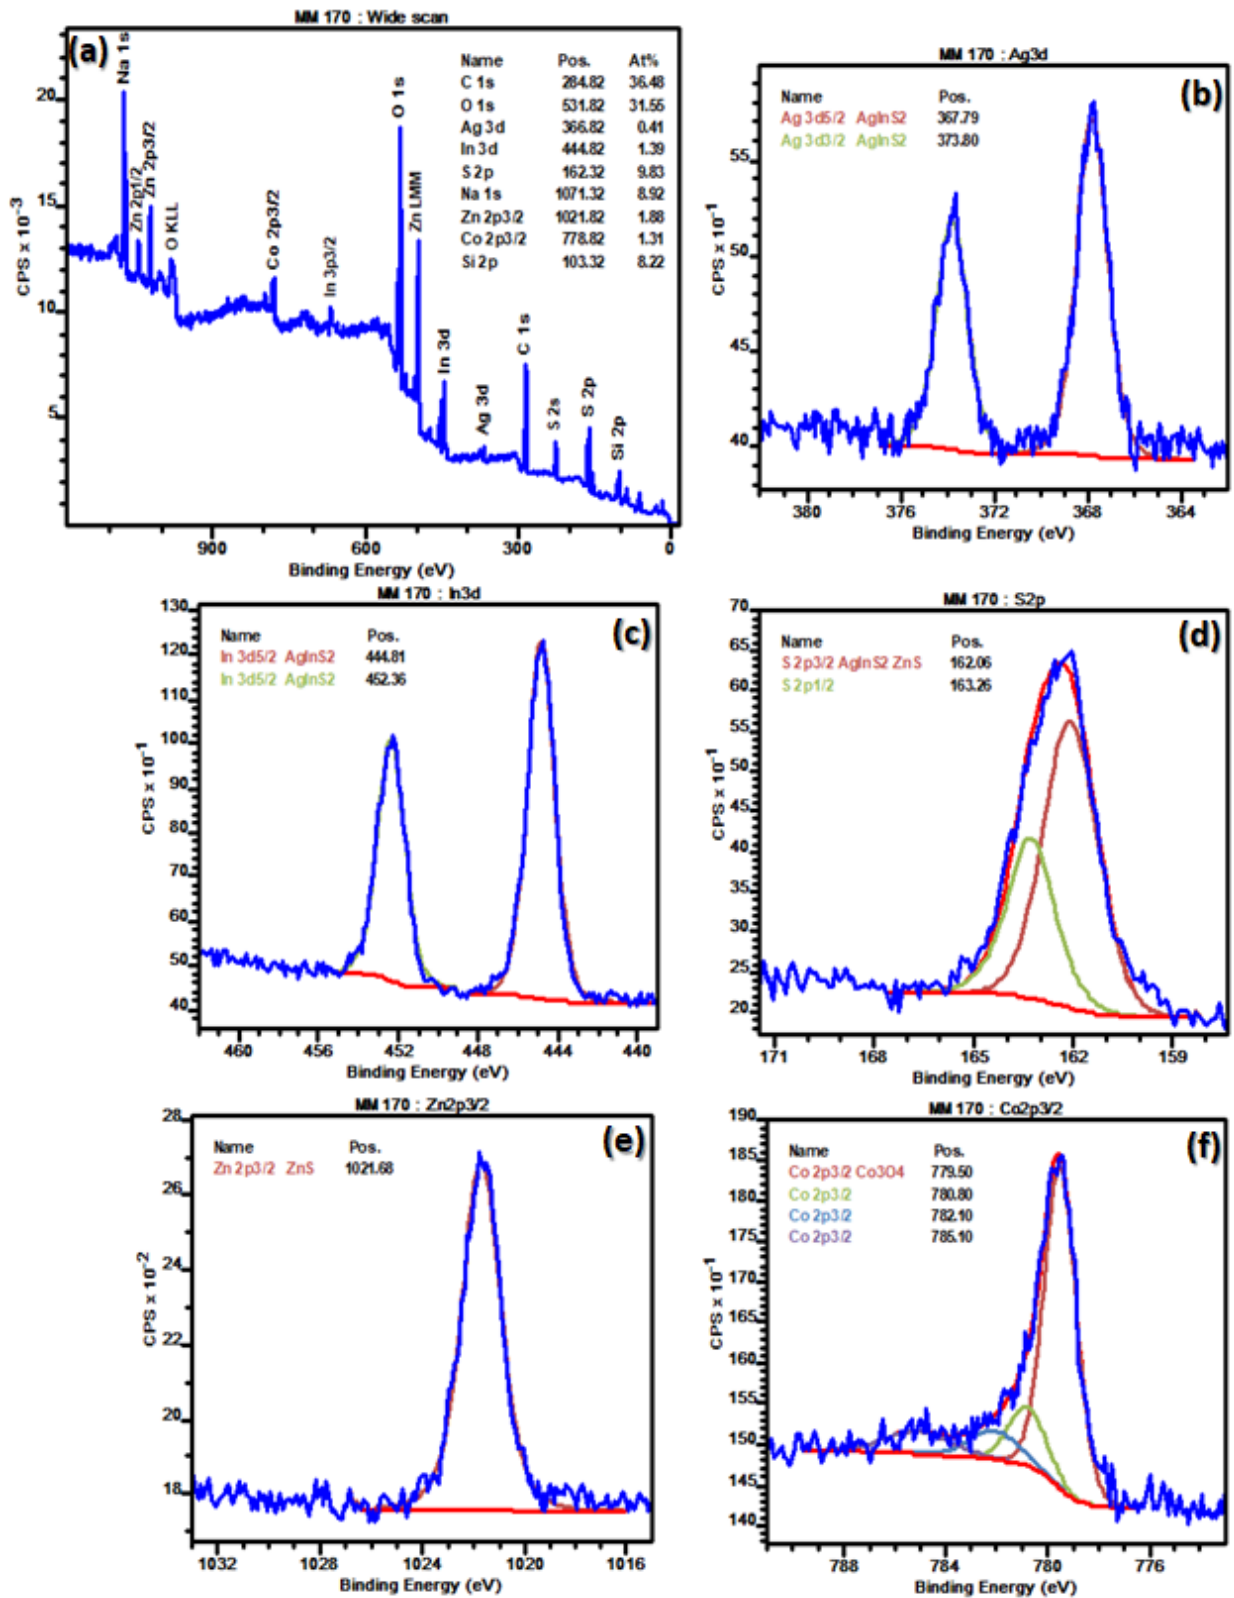 MM 170 : Wide scan
(a)
Name Pos. At%
C 1s 284.82 36.48
O 1s 531.82 31.55
Ag 3d 366.82 0.41
In 3d 444.82 1.39
S 2p 162.32 9.83
Na 1s 1071.32 8.92
Zn 2p3/2 1021.82 1.88
Co 2p3/2 778.82 1.31
Si 2p 103.32 8.22
Na 1s
Zn 2p1/2
Zn 2p3/2
O KLL
Co 2p3/2
In 3p3/2
O 1s
Zn LMM
In 3d
Ag 3d
C 1s
S 2s
S 2p
Si 2p
CPS x 10⁻³
20
15
10
5
900 600 300 0
Binding Energy (eV)
MM 170 : Ag3d
(b)
Name Pos.
Ag 3d5/2 AgInS2 367.79
Ag 3d3/2 AgInS2 373.80
CPS x 10⁻¹
55
50
45
40
380 376 372 368 364
Binding Energy (eV)
MM 170 : In3d
(c)
Name Pos.
In 3d5/2 AgInS2 444.81
In 3d5/2 AgInS2 452.36
CPS x 10⁻¹
130
120
110
100
90
80
70
60
50
40
460 456 452 448 444 440
Binding Energy (eV)
MM 170 : S2p
(d)
Name Pos.
S 2p3/2 AgInS2 ZnS 162.06
S 2p1/2 163.26
CPS x 10⁻¹
70
65
60
55
50
45
40
35
30
25
20
171 168 165 162 159
Binding Energy (eV)
MM 170 : Zn2p3/2
(e)
Name Pos.
Zn 2p3/2 ZnS 1021.68
CPS x 10⁻²
28
26
24
22
20
18
1032 1028 1024 1020 1016
Binding Energy (eV)
MM 170 : Co2p3/2
(f)
Name Pos.
Co 2p3/2 Co3O4 779.50
Co 2p3/2 780.80
Co 2p3/2 782.10
Co 2p3/2 785.10
CPS x 10⁻¹
190
185
180
175
170
165
160
155
150
145
140
788 784 780 776
Binding Energy (eV)